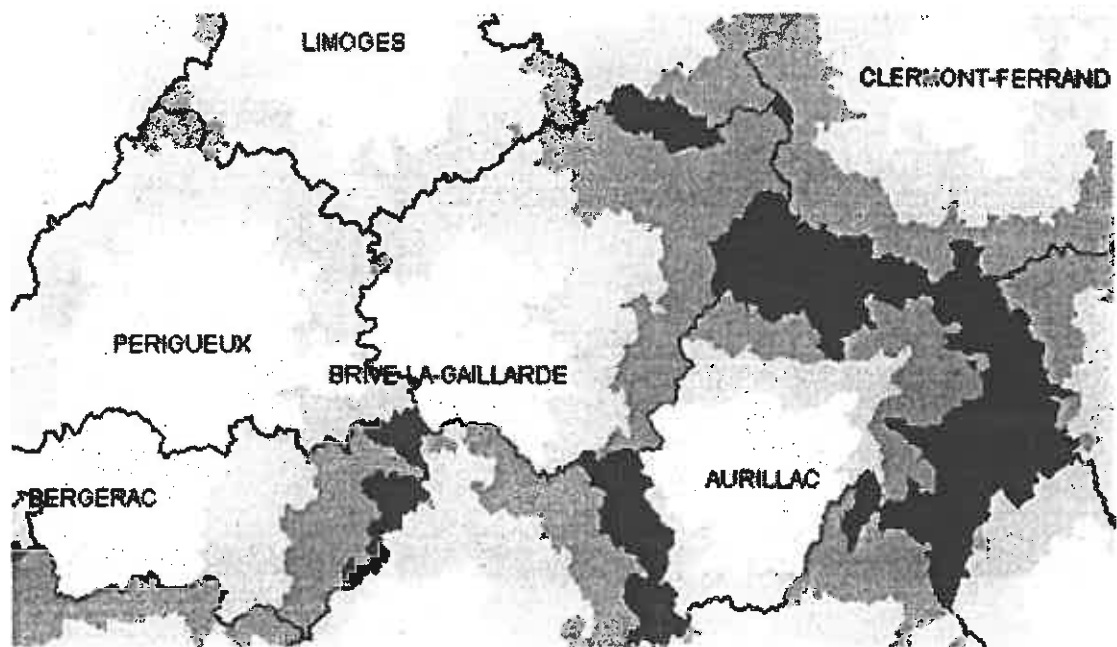 LIMOGES
CLERMONT-FERRAND
PERIGUEUX
BRIVE-LA-GAILLARDE
AURILLAC
BERGERAC